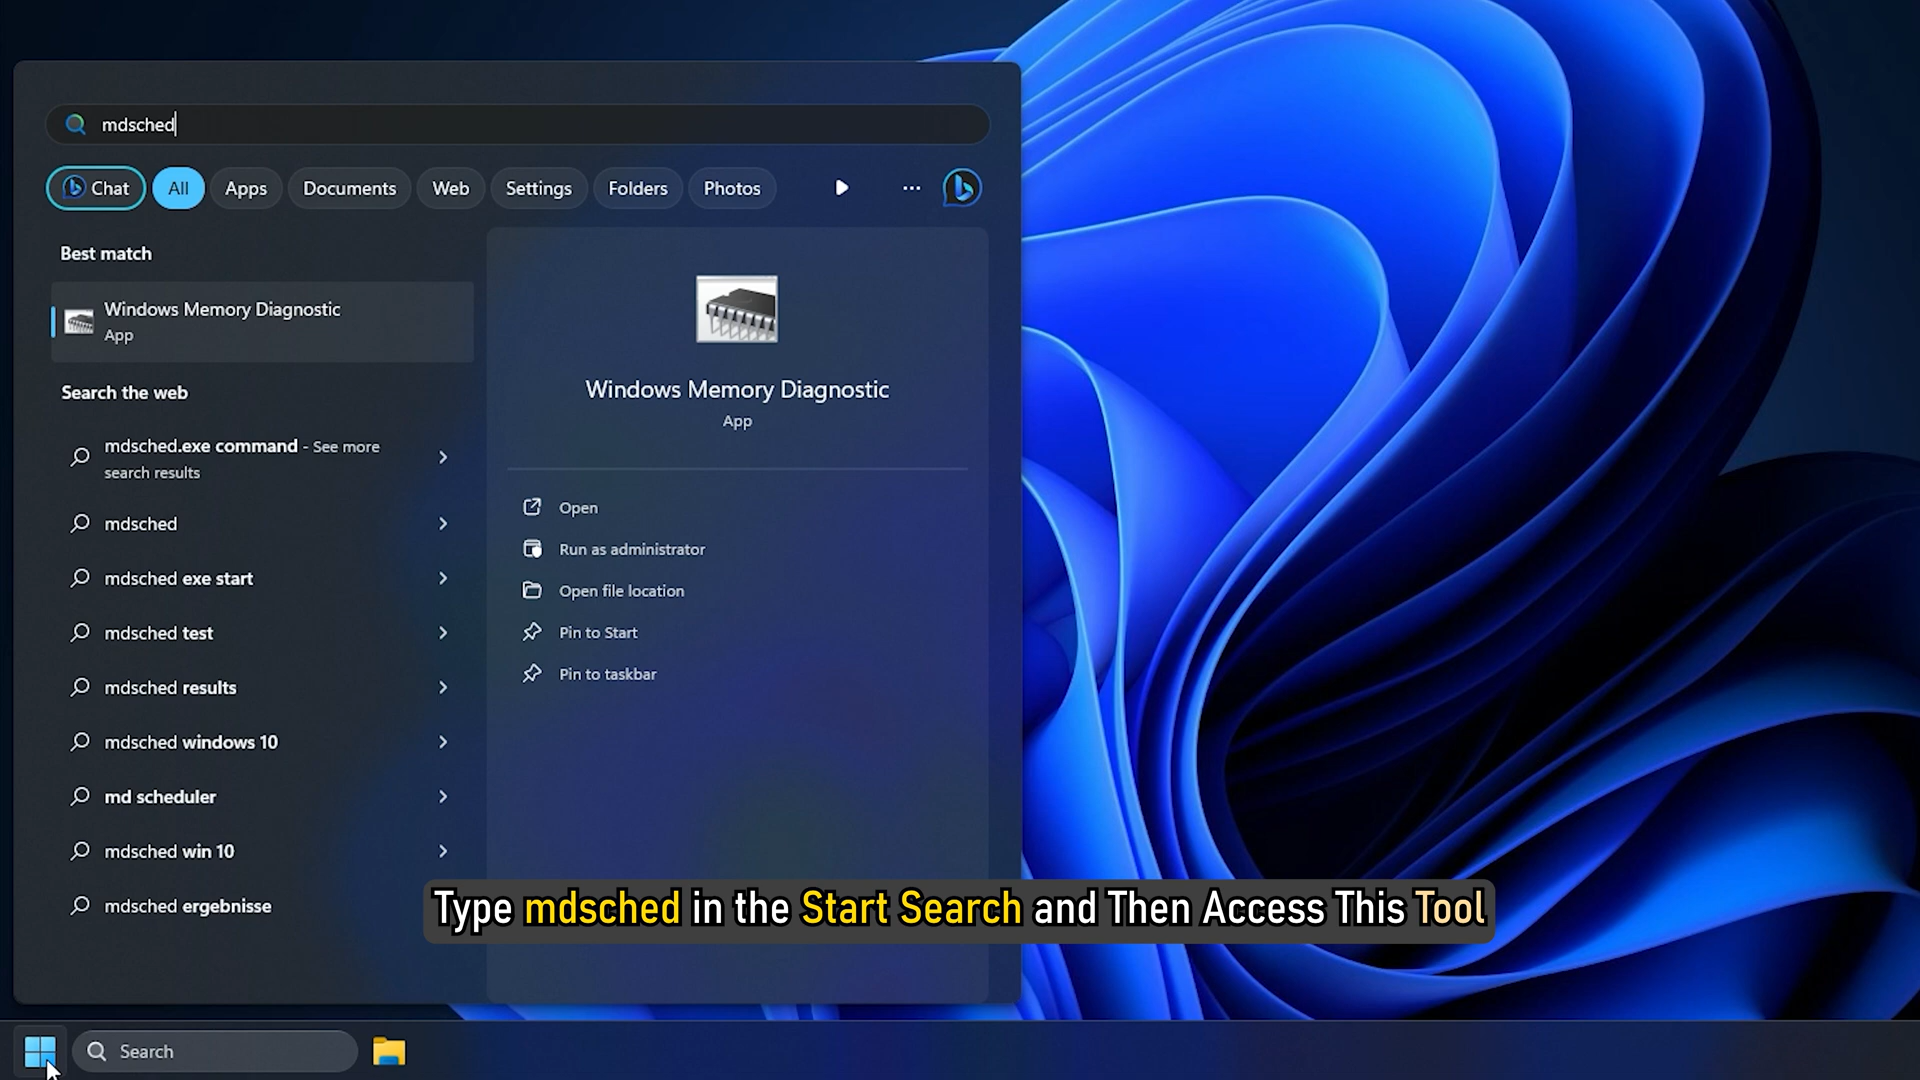 mdsched
Chat All Apps Documents Web Settings Folders Photos ...
Best match
Windows Memory Diagnostic
App
Search the web
mdsched.exe command - See more
search results
mdsched
mdsched exe start
mdsched test
mdsched results
mdsched windows 10
md scheduler
mdsched win 10
mdsched ergebnisse
Windows Memory Diagnostic
App
Open
Run as administrator
Open file location
Pin to Start
Pin to taskbar
Type mdsched in the Start Search and Then Access This Tool
Search